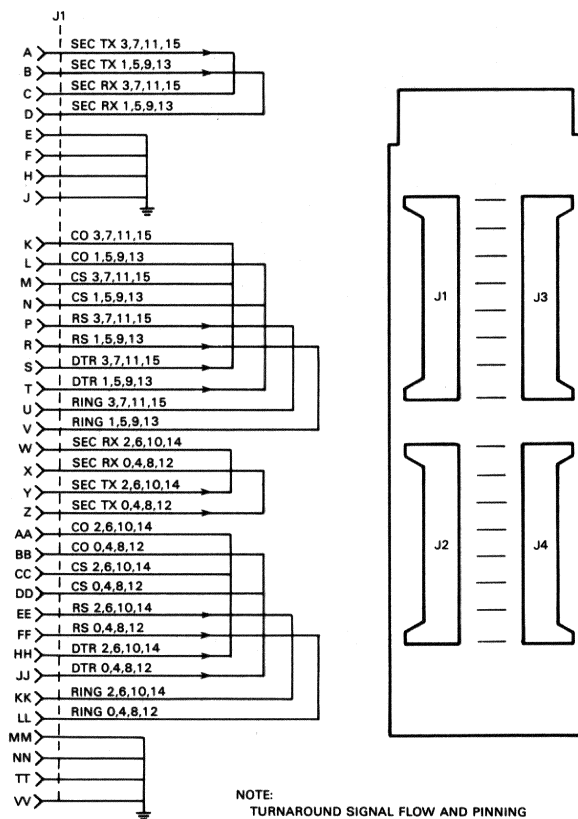 J1
A SEC TX 3,7,11,15
B SEC TX 1,5,9,13
C SEC RX 3,7,11,15
D SEC RX 1,5,9,13
E
F
H
J
K CO 3,7,11,15
L CO 1,5,9,13
M CS 3,7,11,15
N CS 1,5,9,13
P RS 3,7,11,15
R RS 1,5,9,13
S DTR 3,7,11,15
T DTR 1,5,9,13
U RING 3,7,11,15
V RING 1,5,9,13
W SEC RX 2,6,10,14
X SEC RX 0,4,8,12
Y SEC TX 2,6,10,14
Z SEC TX 0,4,8,12
AA CO 2,6,10,14
BB CO 0,4,8,12
CC CS 2,6,10,14
DD CS 0,4,8,12
EE RS 2,6,10,14
FF RS 0,4,8,12
HH DTR 2,6,10,14
JJ DTR 0,4,8,12
KK RING 2,6,10,14
LL RING 0,4,8,12
MM
NN
TT
VV
J1 J3
J2 J4
NOTE:
TURNAROUND SIGNAL FLOW AND PINNING